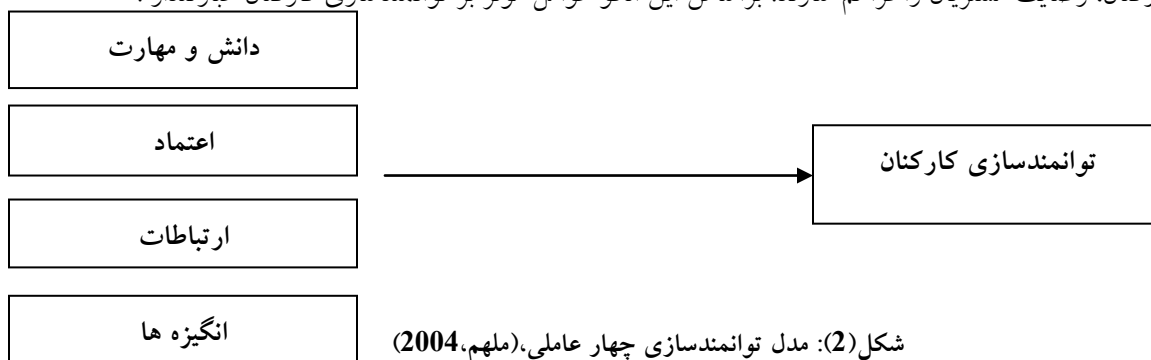 دانش و مهارت
اعتماد
توانمندسازی کارکنان
ارتباطات
انگیزه ها
شکل(2): مدل توانمندسازی چهار عاملی،(ملهم،2004)